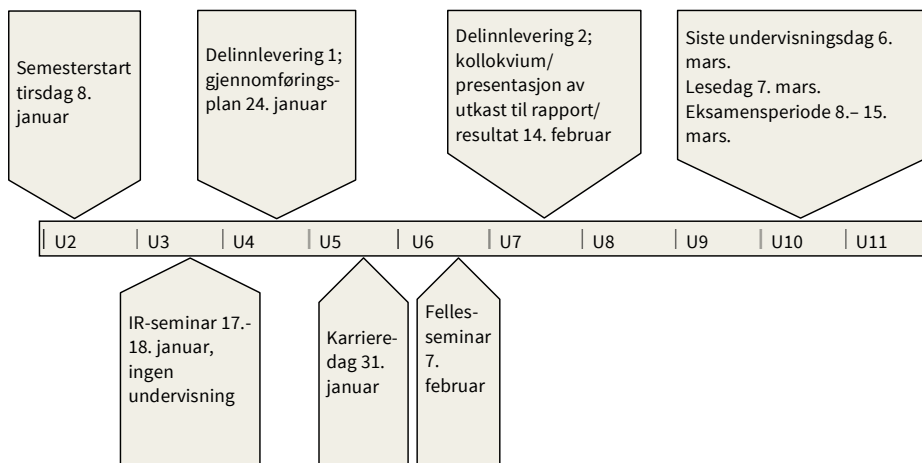 Semesterstart
tirsdag 8.
januar
Delinnlevering 1;
gjennomførings-
plan 24. januar
Delinnlevering 2;
kollokvium/
presentasjon av
utkast til rapport/
resultat 14. februar
Siste undervisningsdag 6.
mars.
Lesedag 7. mars.
Eksamensperiode 8.– 15.
mars.
U2 U3 U4 U5 U6 U7 U8 U9 U10 U11
IR-seminar 17.-
18. januar,
ingen
undervisning
Karriere-
dag 31.
januar
Felles-
seminar
7.
februar